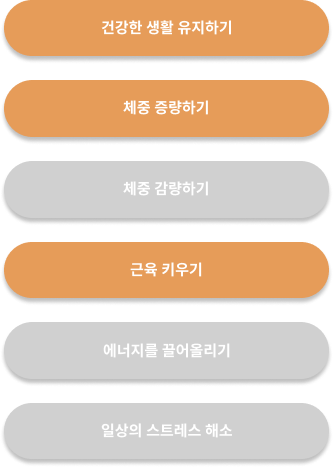 건강한 생활 유지하기
체중 증량하기
체중 감량하기
근육 키우기
에너지를 끌어올리기
일상의 스트레스 해소